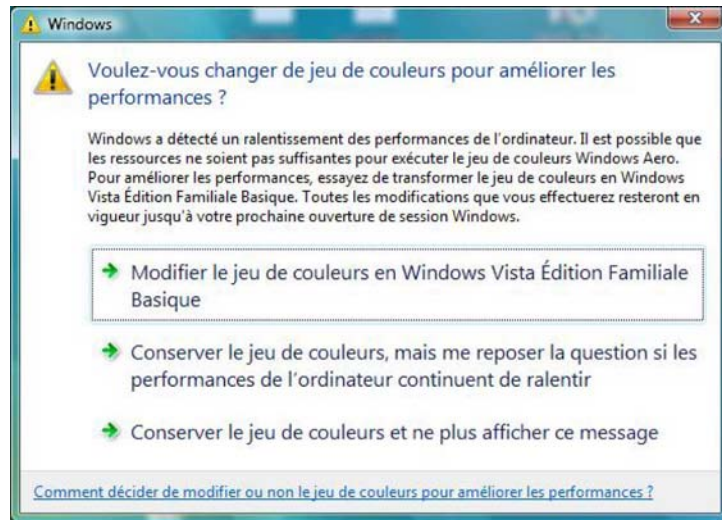 Windows
Voulez-vous changer de jeu de couleurs pour améliorer les
performances ?
Windows a détecté un ralentissement des performances de l'ordinateur. Il est possible que
les ressources ne soient pas suffisantes pour exécuter le jeu de couleurs Windows Aero.
Pour améliorer les performances, essayez de transformer le jeu de couleurs en Windows
Vista Édition Familiale Basique. Toutes les modifications que vous effectuerez resteront en
vigueur jusqu'à votre prochaine ouverture de session Windows.
Modifier le jeu de couleurs en Windows Vista Édition Familiale
Basique
Conserver le jeu de couleurs, mais me reposer la question si les
performances de l'ordinateur continuent de ralentir
Conserver le jeu de couleurs et ne plus afficher ce message
Comment décider de modifier ou non le jeu de couleurs pour améliorer les performances ?